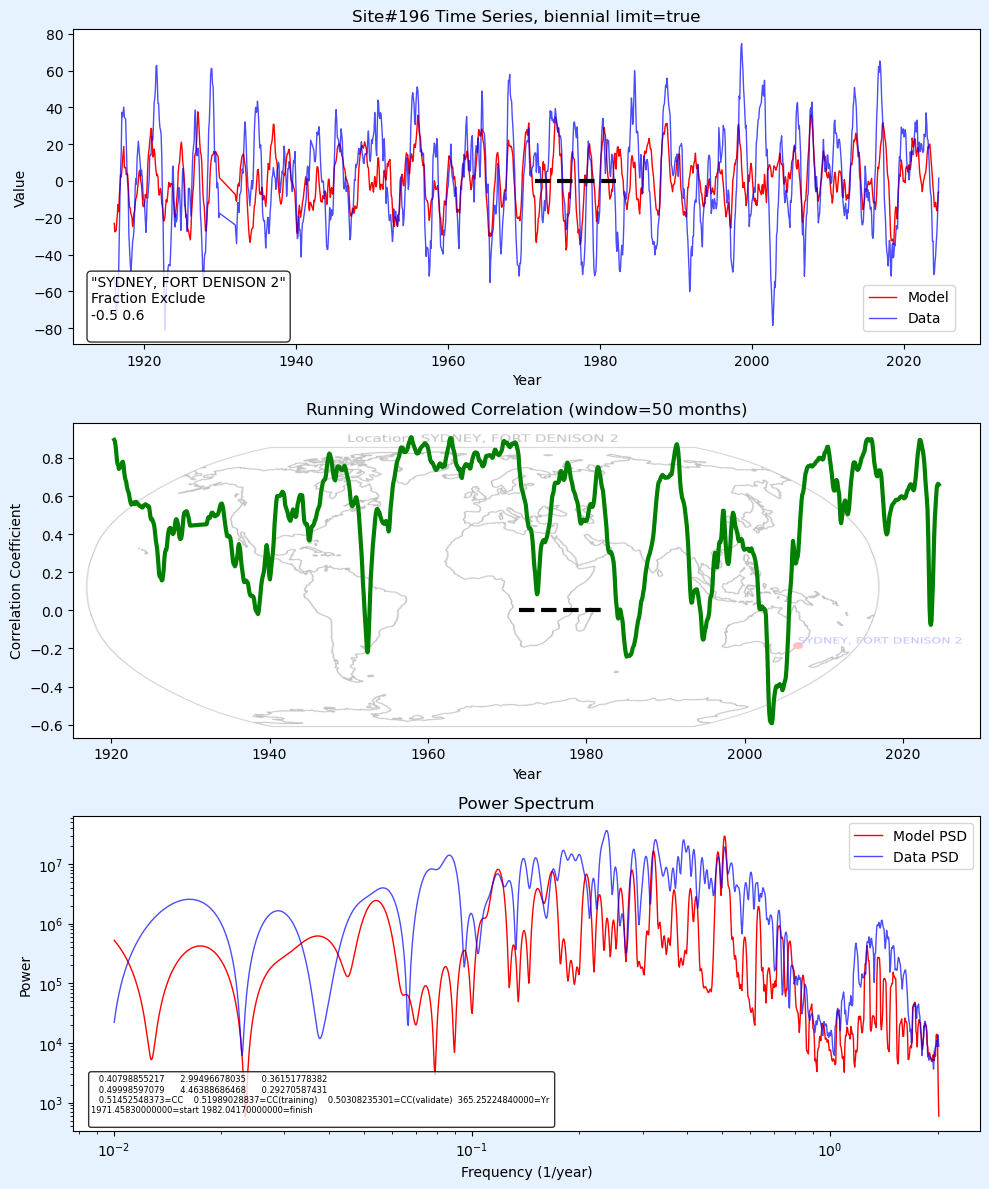 Site#196 Time Series, biennial limit=true
80
60
40
20
0
−20
−40
−60
−80
Value
"SYDNEY, FORT DENISON 2"
Fraction Exclude
-0.5 0.6
Model
Data
1920 1940 1960 1980 2000 2020
Year
Running Windowed Correlation (window=50 months)
Location: SYDNEY, FORT DENISON 2
0.8
0.6
0.4
0.2
0.0
−0.2
−0.4
−0.6
Correlation Coefficient
SYDNEY, FORT DENISON 2
1920 1940 1960 1980 2000 2020
Year
Power Spectrum
Model PSD
Data PSD
10⁷
10⁶
10⁵
10⁴
10³
Power
0.40798855217 2.99496678035 0.36151778382
0.49998597079 4.46388686468 0.29270587431
0.51452548373=CC 0.51989028837=CC(training) 0.50308235301=CC(validate) 365.25224840000=Yr
1971.45830000000=start 1982.04170000000=finish
10⁻² 10⁻¹ 10⁰
Frequency (1/year)